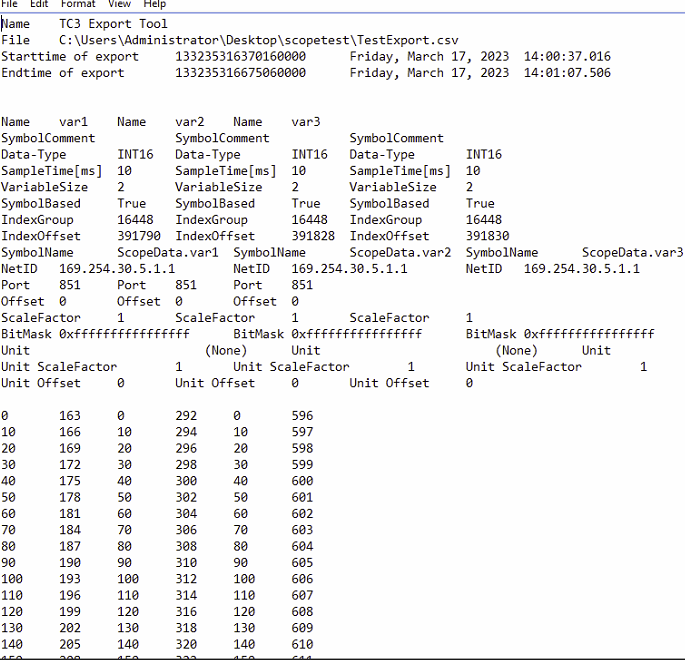 File Edit Format View Help
Name TC3 Export Tool
File C:\Users\Administrator\Desktop\scopetest\TestExport.csv
Starttime of export 133235316370160000 Friday, March 17, 2023 14:00:37.016
Endtime of export 133235316675060000 Friday, March 17, 2023 14:01:07.506
Name var1 Name var2 Name var3
SymbolComment SymbolComment SymbolComment
Data-Type INT16 Data-Type INT16 Data-Type INT16
SampleTime[ms] 10 SampleTime[ms] 10 SampleTime[ms] 10
VariableSize 2 VariableSize 2 VariableSize 2
SymbolBased True SymbolBased True SymbolBased True
IndexGroup 16448 IndexGroup 16448 IndexGroup 16448
IndexOffset 391790 IndexOffset 391828 IndexOffset 391830
SymbolName ScopeData.var1 SymbolName ScopeData.var2 SymbolName ScopeData.var3
NetID 169.254.30.5.1.1 NetID 169.254.30.5.1.1 NetID 169.254.30.5.1.1
Port 851 Port 851 Port 851
Offset 0 Offset 0 Offset 0
ScaleFactor 1 ScaleFactor 1 ScaleFactor 1
BitMask 0xffffffffffffffff BitMask 0xffffffffffffffff BitMask 0xffffffffffffffff
Unit (None) Unit (None) Unit
Unit ScaleFactor 1 Unit ScaleFactor 1 Unit ScaleFactor 1
Unit Offset 0 Unit Offset 0 Unit Offset 0
0 163 0 292 0 596
10 166 10 294 10 597
20 169 20 296 20 598
30 172 30 298 30 599
40 175 40 300 40 600
50 178 50 302 50 601
60 181 60 304 60 602
70 184 70 306 70 603
80 187 80 308 80 604
90 190 90 310 90 605
100 193 100 312 100 606
110 196 110 314 110 607
120 199 120 316 120 608
130 202 130 318 130 609
140 205 140 320 140 610